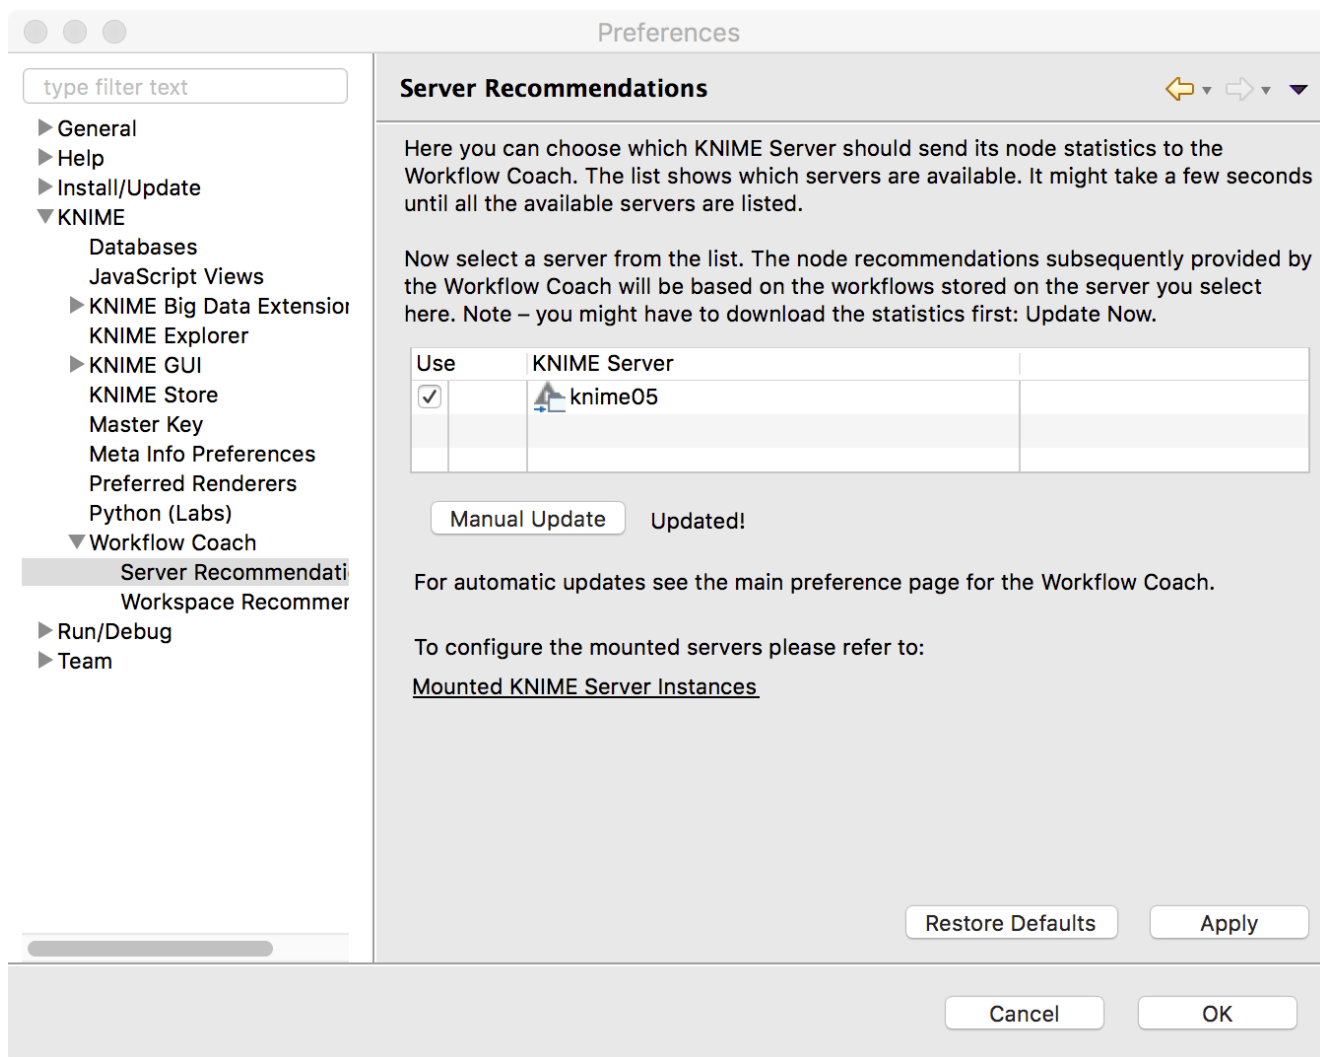 Preferences
type filter text
General
Help
Install/Update
KNIME
Databases
JavaScript Views
KNIME Big Data Extension
KNIME Explorer
KNIME GUI
KNIME Store
Master Key
Meta Info Preferences
Preferred Renderers
Python (Labs)
Workflow Coach
Server Recommendati
Workspace Recommer
Run/Debug
Team
Server Recommendations
Here you can choose which KNIME Server should send its node statistics to the
Workflow Coach. The list shows which servers are available. It might take a few seconds
until all the available servers are listed.
Now select a server from the list. The node recommendations subsequently provided by
the Workflow Coach will be based on the workflows stored on the server you select
here. Note – you might have to download the statistics first: Update Now.
Use KNIME Server
knime05
Manual Update Updated!
For automatic updates see the main preference page for the Workflow Coach.
To configure the mounted servers please refer to:
Mounted KNIME Server Instances
Restore Defaults Apply
Cancel OK